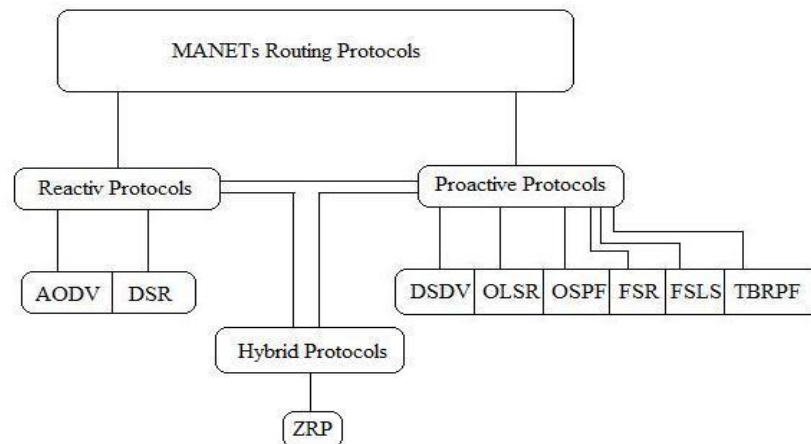 MANETs Routing Protocols
Reactiv Protocols
Proactive Protocols
AODV DSR
DSDV OLSR OSPF FSR FSLS TBRPF
Hybrid Protocols
ZRP